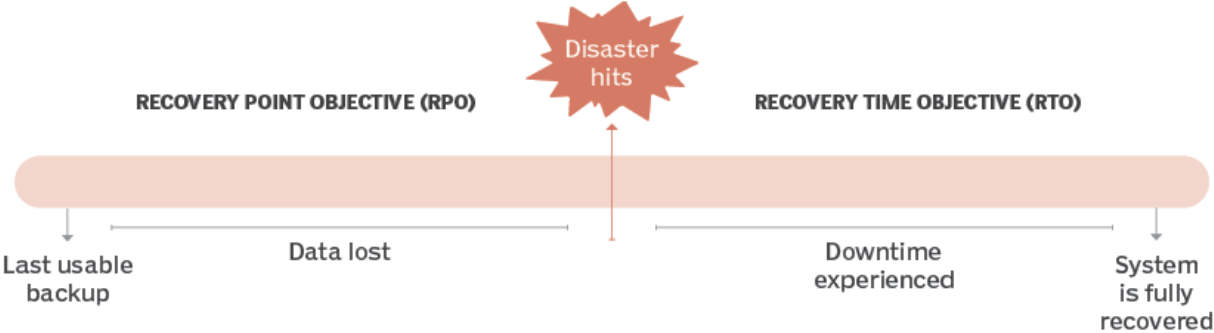 Disaster
hits
RECOVERY POINT OBJECTIVE (RPO)
RECOVERY TIME OBJECTIVE (RTO)
Last usable
backup
Data lost
Downtime
experienced
System
is fully
recovered